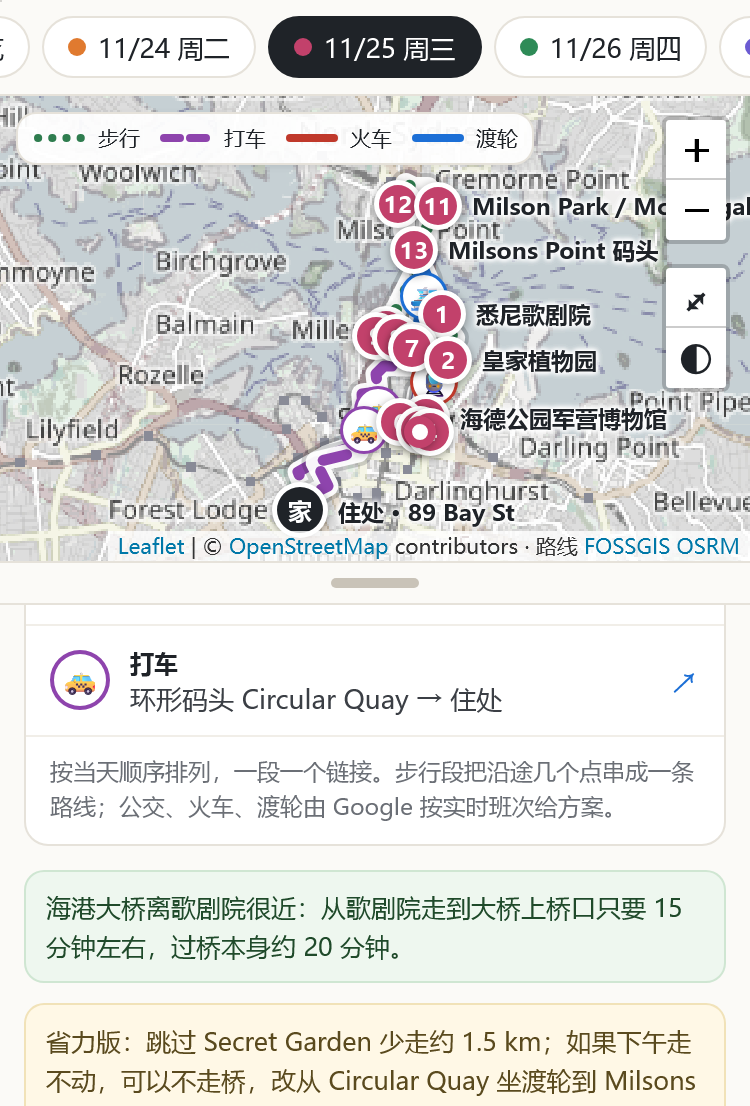 11/24 周二
11/25 周三
11/26 周四
步行
打车
火车
渡轮
Woolwich
Cremorne Point
12
11
Milson Park / Mc
13
Milsons Point 码头
Birchgrove
nmoyne
1
悉尼歌剧院
Balmain
Mille
7
2
皇家植物园
Rozelle
Point Pipe
海德公园军营博物馆
Lilyfield
Darling Point
Darlinghurst
Forest Lodge
家
住处 · 89 Bay St
Bellevue
Leaflet | © OpenStreetMap contributors · 路线 FOSSGIS OSRM
打车
环形码头 Circular Quay → 住处
按当天顺序排列，一段一个链接。步行段把沿途几个点串成一条
路线；公交、火车、渡轮由 Google 按实时班次给方案。
海港大桥离歌剧院很近：从歌剧院走到大桥上桥口只要 15
分钟左右，过桥本身约 20 分钟。
省力版：跳过 Secret Garden 少走约 1.5 km；如果下午走
不动，可以不走桥，改从 Circular Quay 坐渡轮到 Milsons